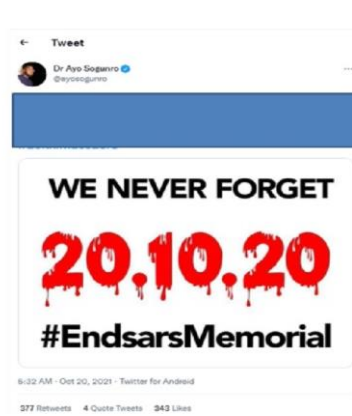 ← Tweet
Dr Ayo Sogunro
@ayosogunro
WE NEVER FORGET
20.10.20
#EndsarsMemorial
5:32 AM - Oct 20, 2021 - Twitter for Android
377 Retweets 4 Quote Tweets 343 Likes